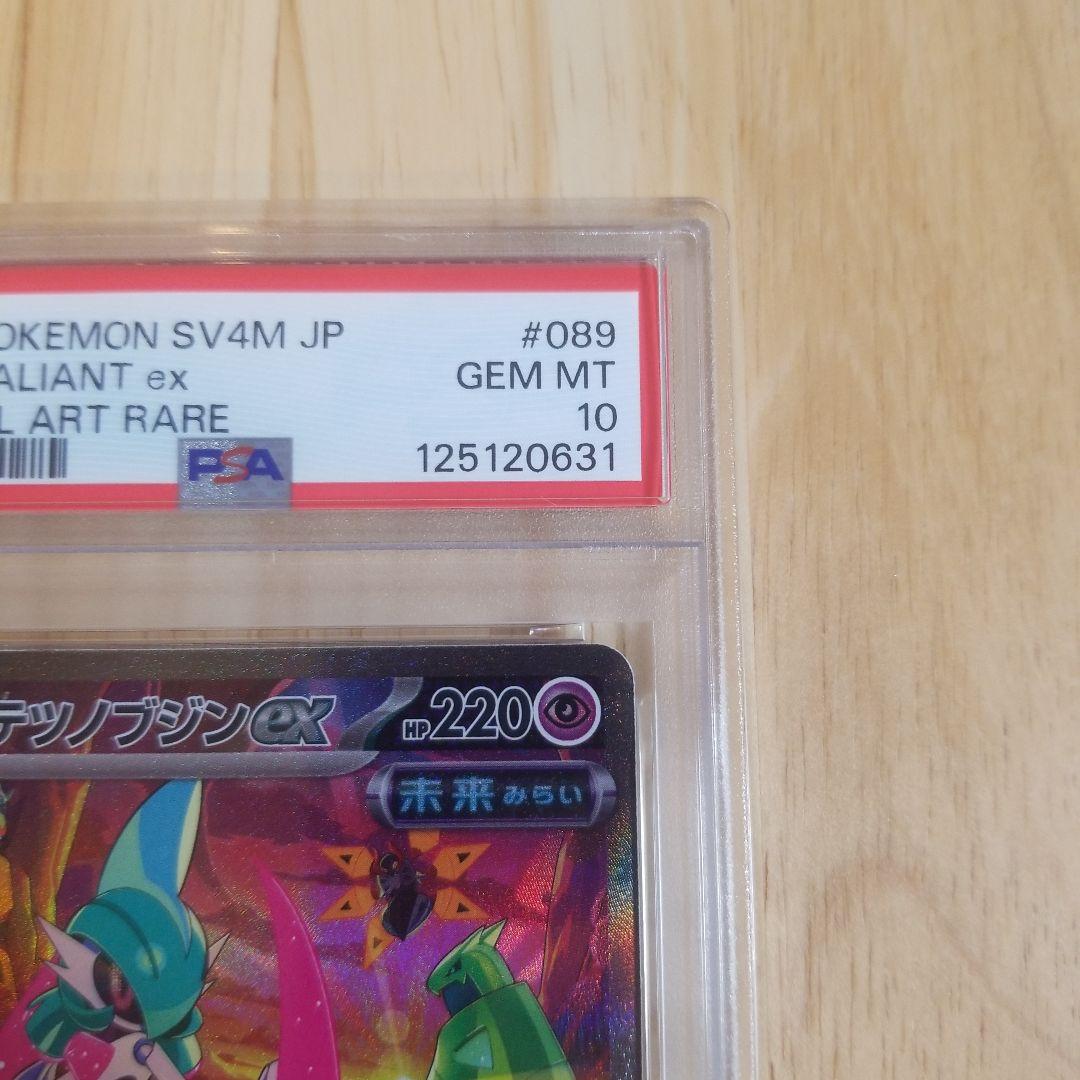 OKEMON SV4M JP #089
ALIANT ex GEM MT
L ART RARE 10
PSA 125120631
テツノブジンex HP220
未来 みらい